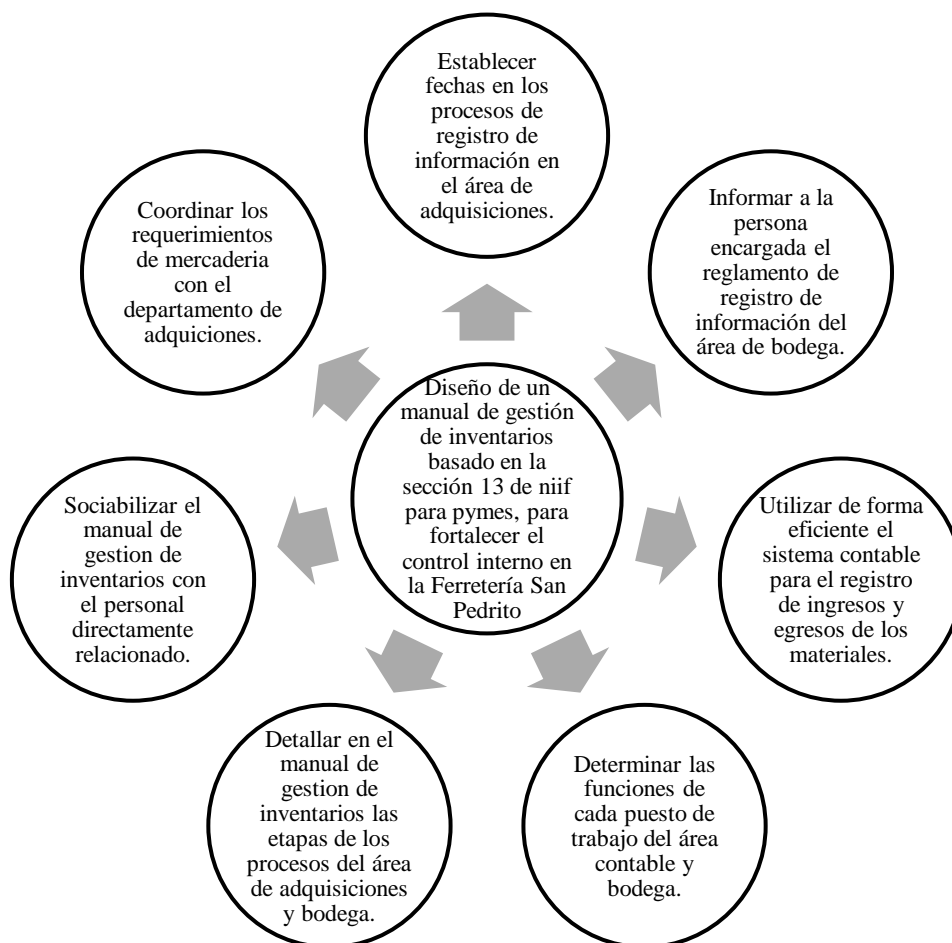 Establecer
fechas en los
procesos de
registro de
información en
el área de
adquisiciones.
Informar a la
persona
encargada el
reglamento de
registro de
información del
área de bodega.
Utilizar de forma
eficiente el
sistema contable
para el registro
de ingresos y
egresos de los
materiales.
Determinar las
funciones de
cada puesto de
trabajo del área
contable y
bodega.
Detallar en el
manual de
gestion de
inventarios las
etapas de los
procesos del área
de adquisiciones
y bodega.
Sociabilizar el
manual de
gestion de
inventarios con
el personal
directamente
relacionado.
Coordinar los
requerimientos
de mercaderia
con el
departamento de
adquiciones.
Diseño de un
manual de gestión
de inventarios
basado en la
sección 13 de niif
para pymes, para
fortalecer el
control interno en
la Ferretería San
Pedrito